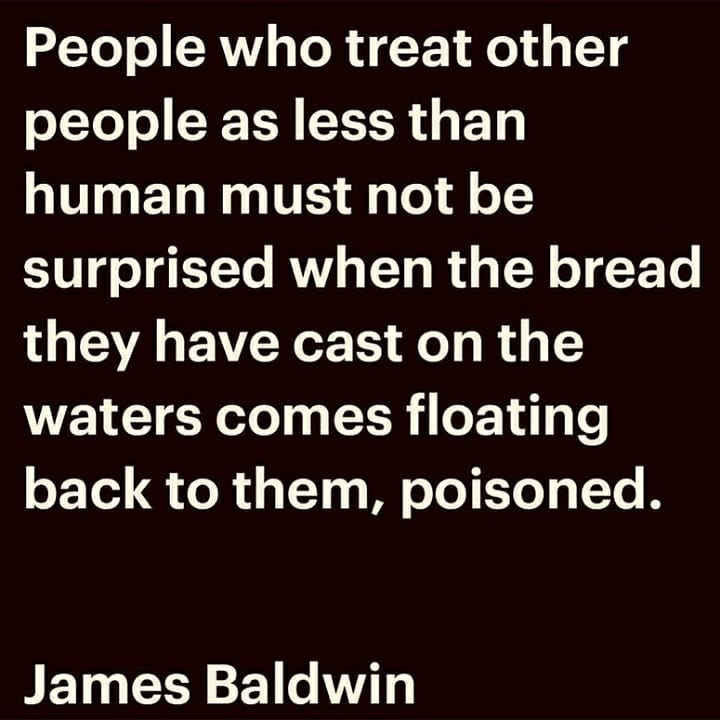 People who treat other
people as less than
human must not be
surprised when the bread
they have cast on the
waters comes floating
back to them, poisoned.
James Baldwin